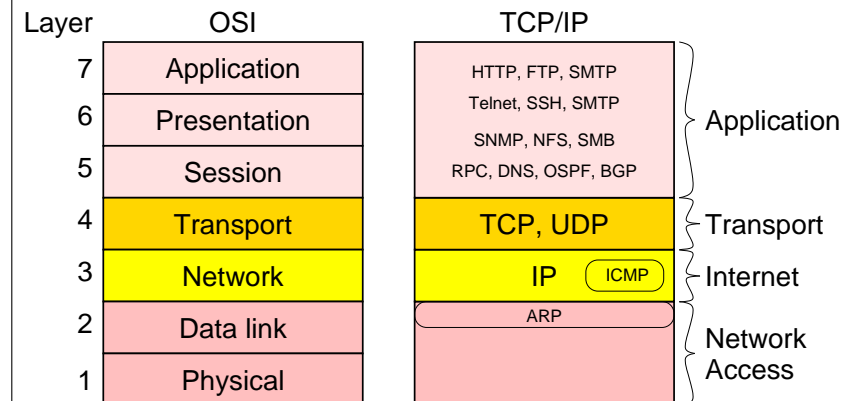 Layer OSI TCP/IP
7 Application HTTP, FTP, SMTP
6 Presentation Telnet, SSH, SMTP
SNMP, NFS, SMB
Application
5 Session RPC, DNS, OSPF, BGP
4 Transport TCP, UDP Transport
3 Network IP ICMP Internet
2 Data link ARP
Network
Access
1 Physical